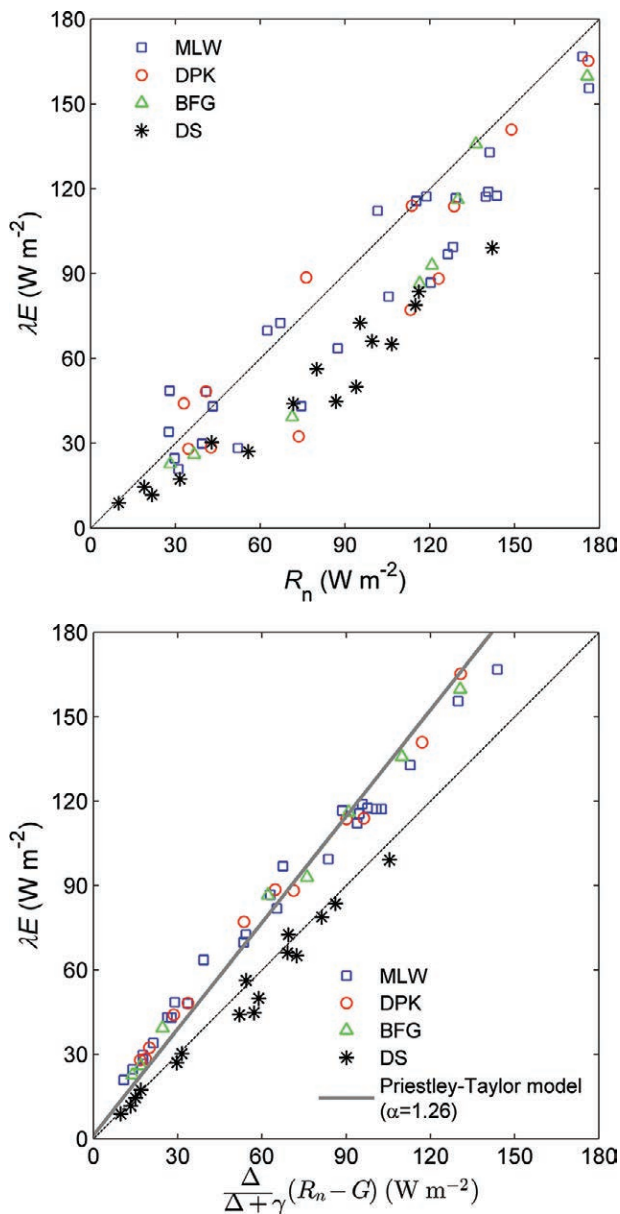 180
150
120
90
60
30
0
λE (W m⁻²)
MLW
DPK
BFG
DS
0 30 60 90 120 150 180
Rₙ (W m⁻²)
180
150
120
90
60
30
0
λE (W m⁻²)
MLW
DPK
BFG
DS
Priestley-Taylor model
(α=1.26)
0 30 60 90 120 150 180
Δ/(Δ + γ) (Rₙ − G) (W m⁻²)